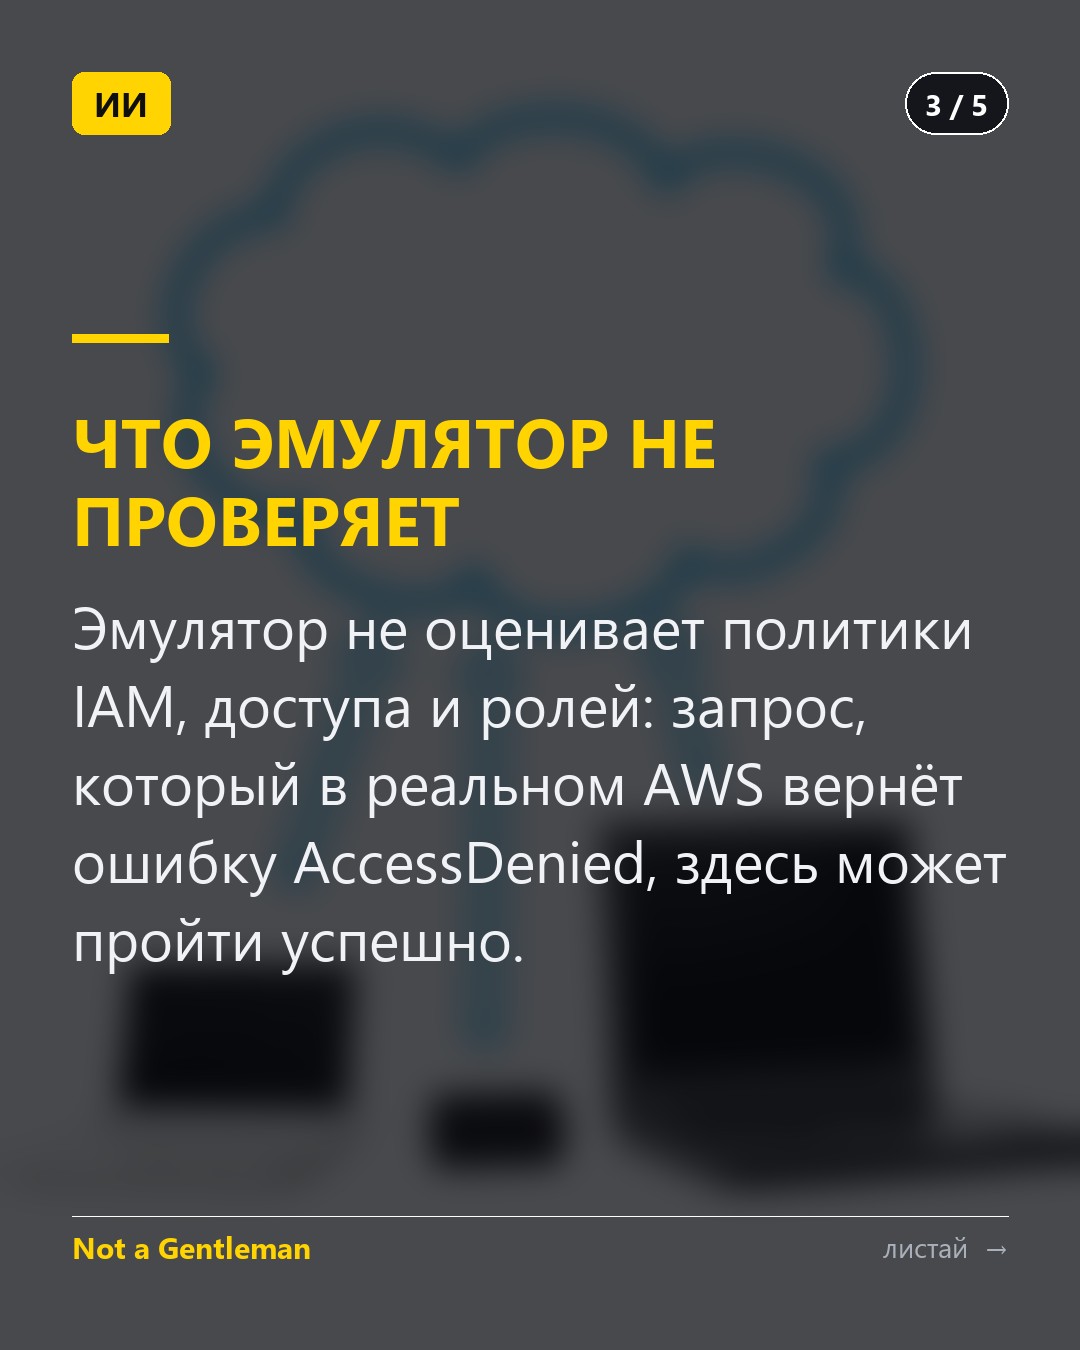 ИИ
3 / 5
ЧТО ЭМУЛЯТОР НЕ
ПРОВЕРЯЕТ
Эмулятор не оценивает политики
IAM, доступа и ролей: запрос,
который в реальном AWS вернёт
ошибку AccessDenied, здесь может
пройти успешно.
Not a Gentleman
листай →